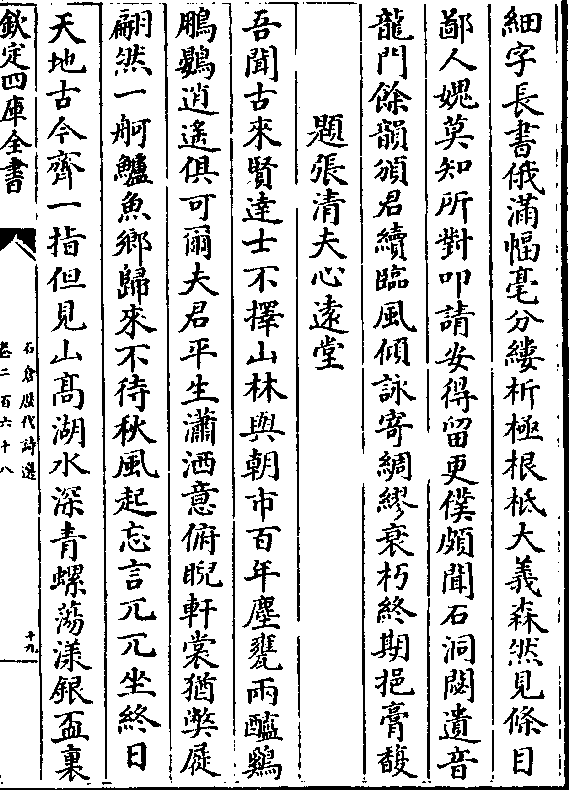 細字長書俄滿幅毫分縷析極根柢大義森然見條目
鄙人媿莫知所對叩請安得留更僕頗聞石洞閟遺音
龍門餘韻頒君續臨風傾詠寄綢繆衰朽終期挹膏馥
題張清夫心遠堂
吾聞古來賢達士不擇山林與朝市百年塵甕兩醯鷄
鵬鷃逍遙俱可爾夫君平生瀟洒意俯睨軒裳猶弊屣
翩然一舸鱸魚鄉歸來不待秋風起忘言兀兀坐終日
天地古今齊一指但見山髙湖水深青螺蕩漾銀盃裏
欽定四庫全書
石倉歷代詩選
卷二百六十八
十九